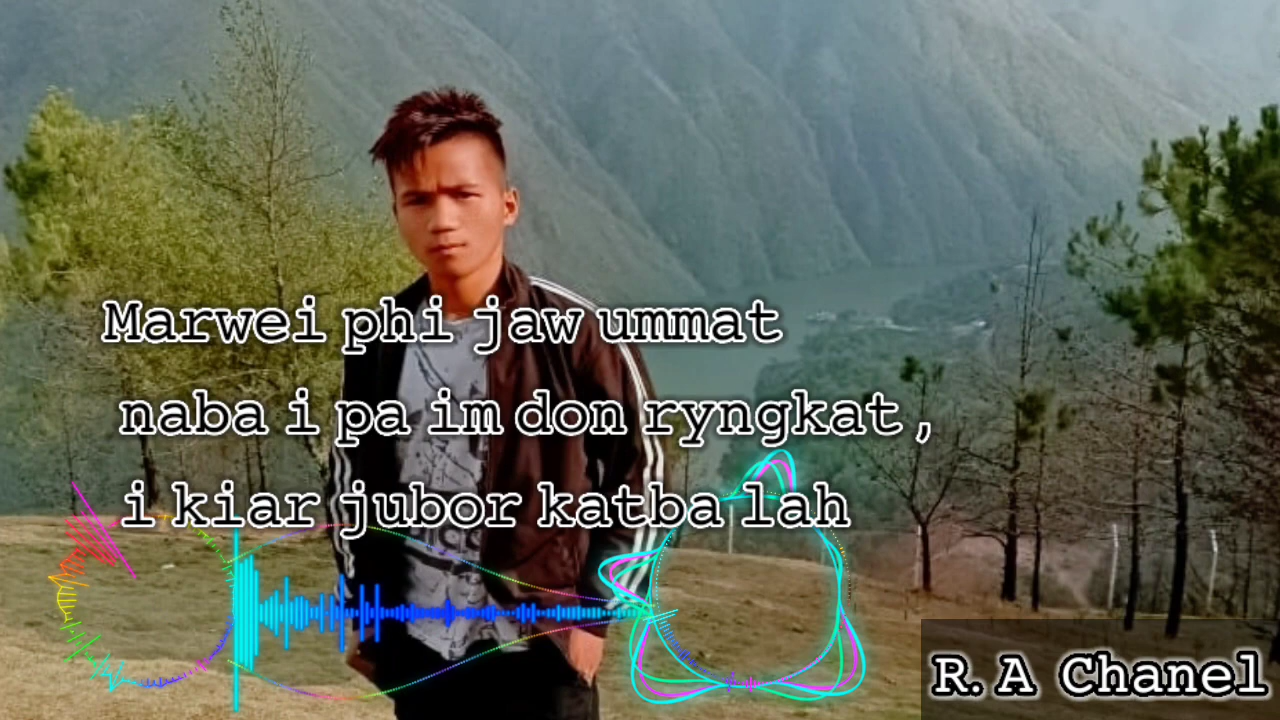 Marwei phi jaw ummat
naba i pa im don ryngkat ,
i kiar jubor katba lah
R.A Chanel